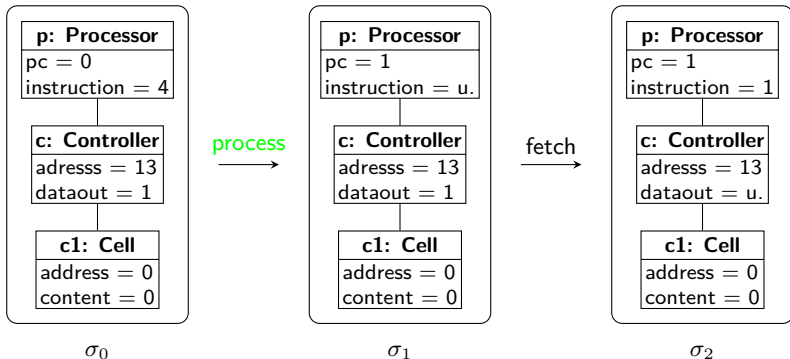 p: Processor
pc = 0
instruction = 4
c: Controller
adresss = 13
dataout = 1
c1: Cell
address = 0
content = 0
σ0
process
p: Processor
pc = 1
instruction = u.
c: Controller
adresss = 13
dataout = 1
c1: Cell
address = 0
content = 0
σ1
fetch
p: Processor
pc = 1
instruction = 1
c: Controller
adresss = 13
dataout = u.
c1: Cell
address = 0
content = 0
σ2